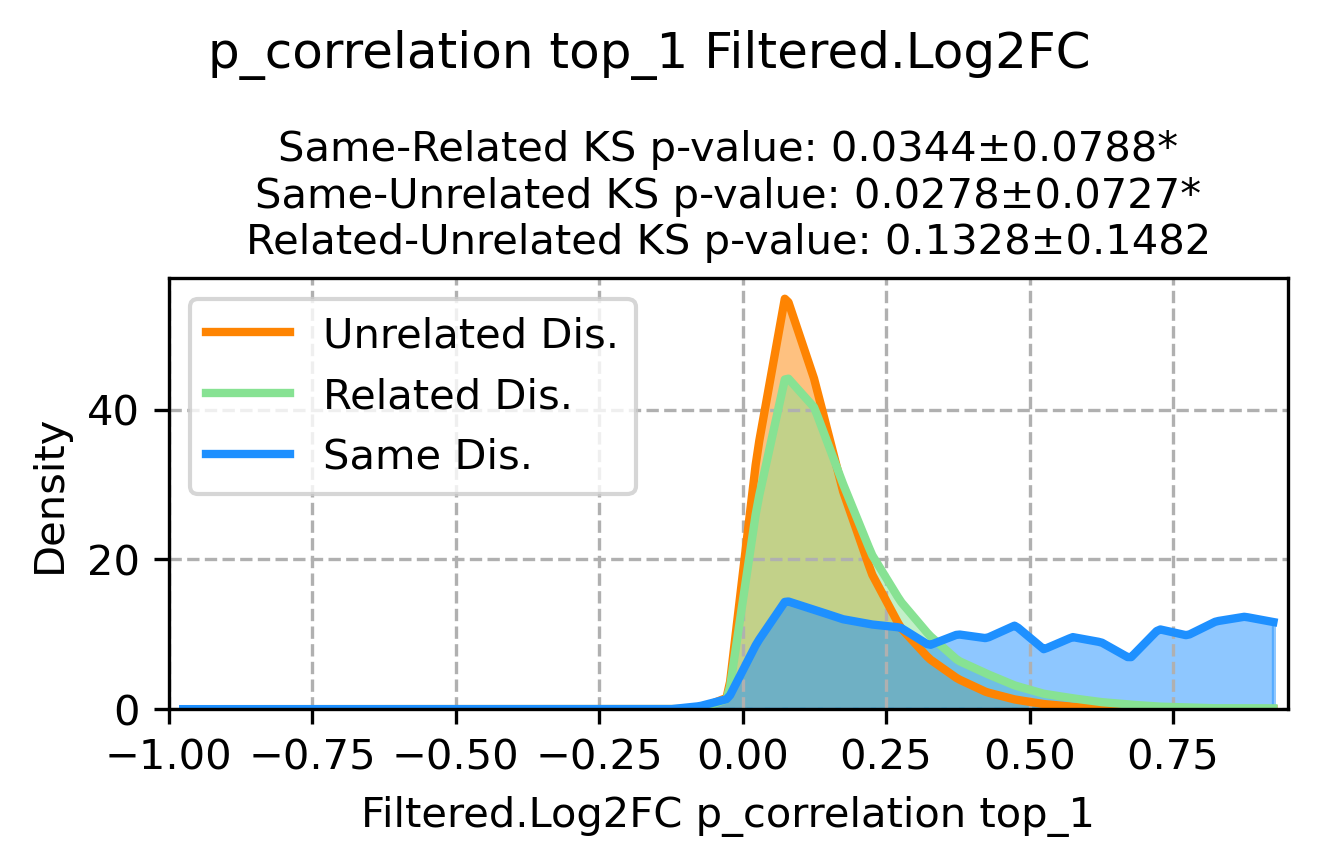 p_correlation top_1 Filtered.Log2FC
Same-Related KS p-value: 0.0344±0.0788*
Same-Unrelated KS p-value: 0.0278±0.0727*
Related-Unrelated KS p-value: 0.1328±0.1482
Unrelated Dis.
Related Dis.
Same Dis.
Density
40
20
0
−1.00 −0.75 −0.50 −0.25 0.00 0.25 0.50 0.75
Filtered.Log2FC p_correlation top_1